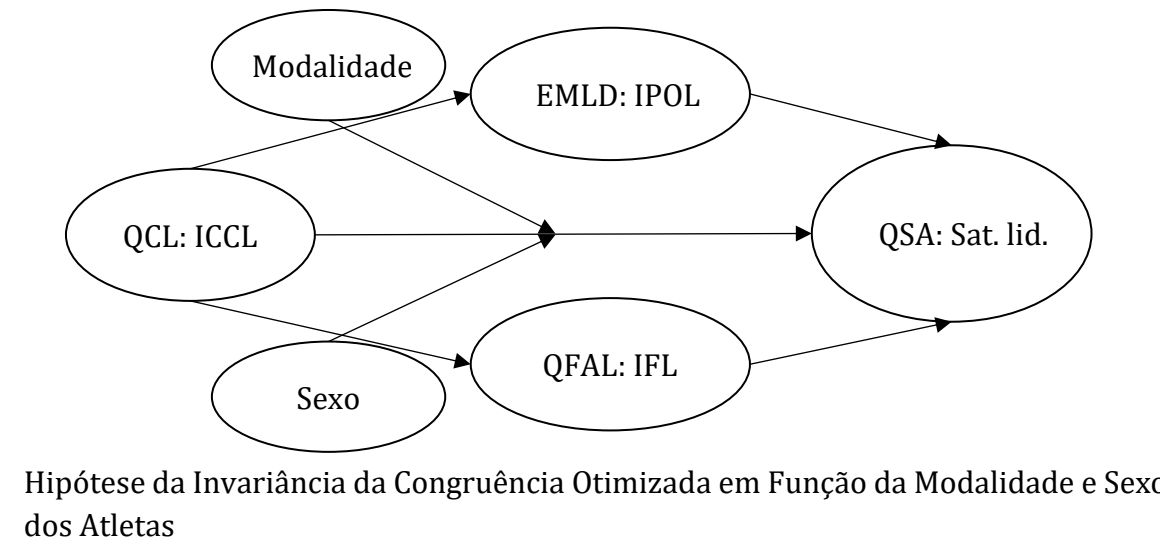 Modalidade
EMLD: IPOL
QCL: ICCL
QSA: Sat. lid.
QFAL: IFL
Sexo
Hipótese da Invariância da Congruência Otimizada em Função da Modalidade e Sexo
dos Atletas